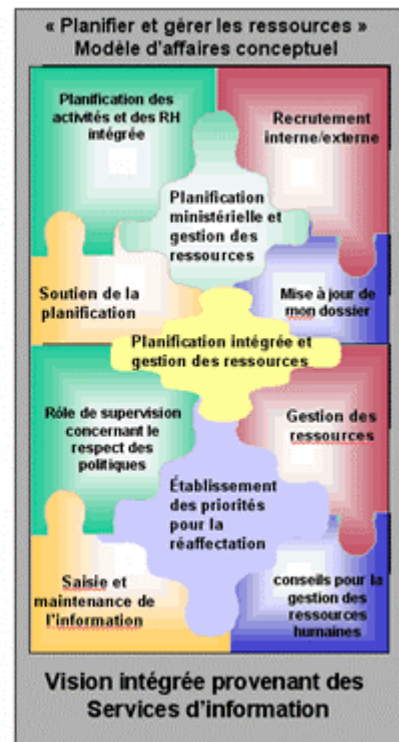 « Planifier et gérer les ressources »
Modèle d'affaires conceptuel
Planification des
activités et des RH
intégrée
Recrutement
interne/externe
Planification
ministérielle et
gestion des
ressources
Soutien de la
planification
Mise à jour de
mon dossier
Planification intégrée et
gestion des ressources
Rôle de supervision
concernant le
respect des
politiques
Gestion des
ressources
Établissement
des priorités
pour la
réaffectation
Saisie et
maintenance de
l'information
conseils pour la
gestion des
ressources
humaines
Vision intégrée provenant des
Services d'information